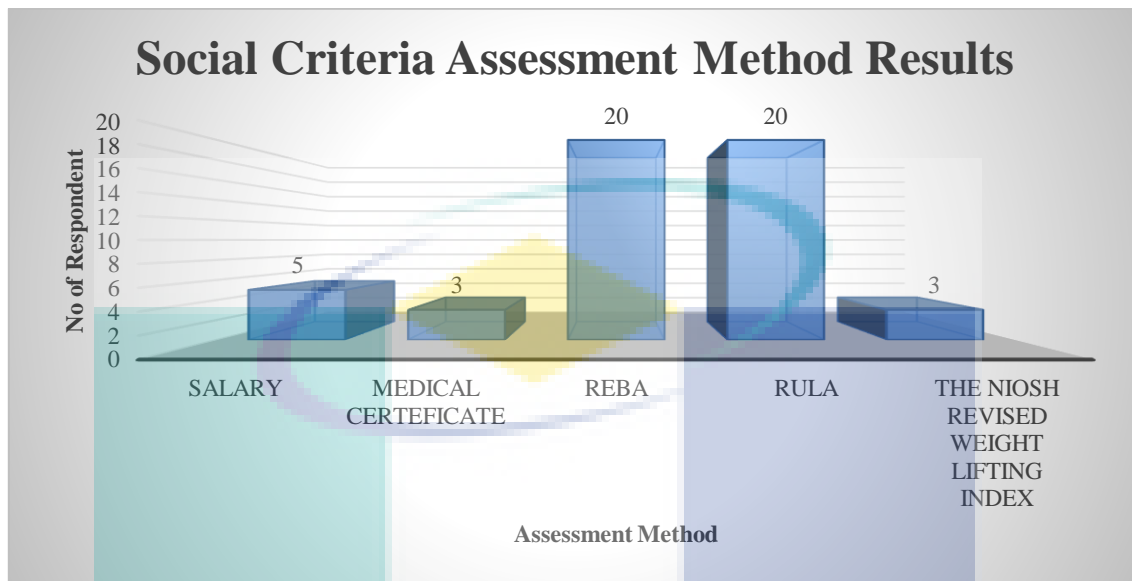 Social Criteria Assessment Method Results
No of Respondent
20
18
16
14
12
10
8
6
4
2
0
5
3
20
20
3
SALARY
MEDICAL
CERTEFICATE
REBA
RULA
THE NIOSH
REVISED
WEIGHT
LIFTING
INDEX
Assessment Method